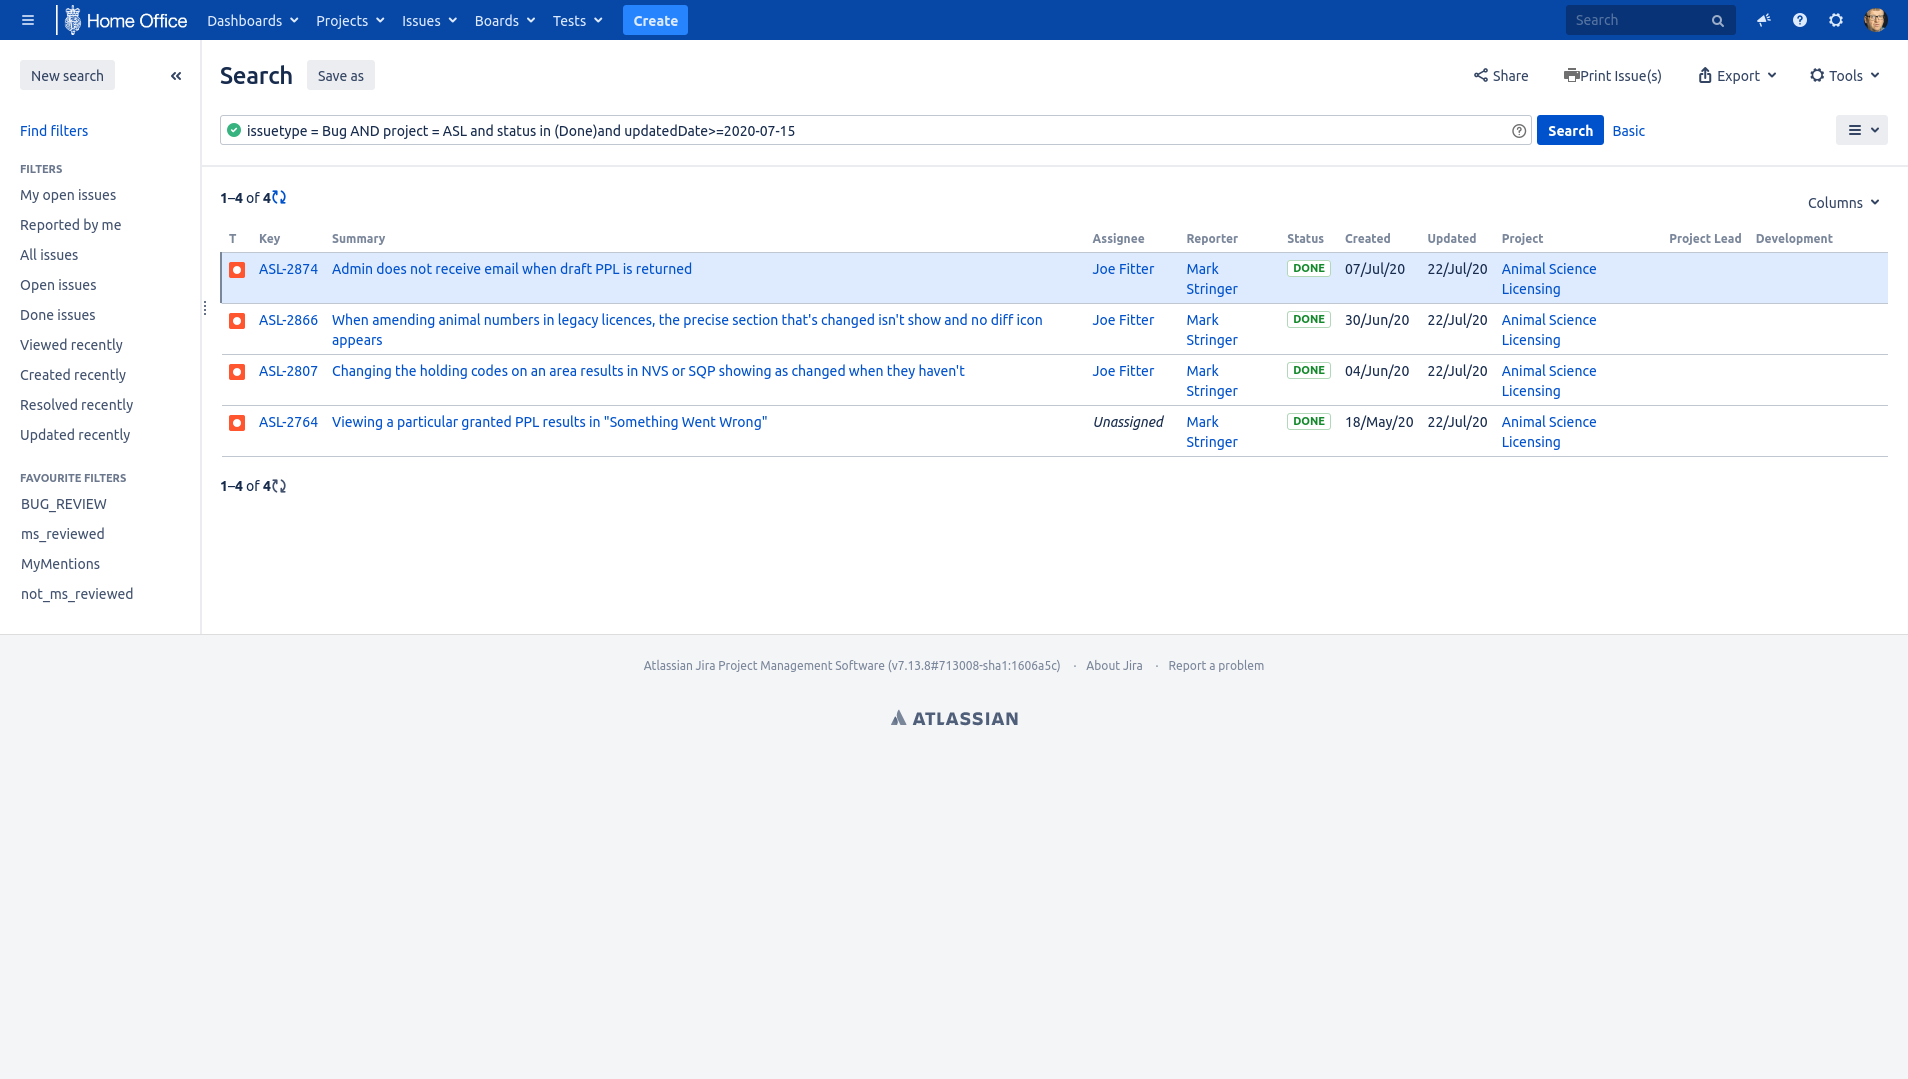 Home Office Dashboards Projects Issues Boards Tests Create Search
New search
Search Save as Share Print Issue(s) Export Tools
Find filters
issuetype = Bug AND project = ASL and status in (Done)and updatedDate>=2020-07-15 Search Basic
FILTERS
My open issues
Reported by me
All issues
Open issues
Done issues
Viewed recently
Created recently
Resolved recently
Updated recently
FAVOURITE FILTERS
BUG_REVIEW
ms_reviewed
MyMentions
not_ms_reviewed
1–4 of 4
Columns
T Key Summary Assignee Reporter Status Created Updated Project Project Lead Development
ASL-2874 Admin does not receive email when draft PPL is returned Joe Fitter Mark Stringer DONE 07/Jul/20 22/Jul/20 Animal Science Licensing
ASL-2866 When amending animal numbers in legacy licences, the precise section that's changed isn't show and no diff icon appears Joe Fitter Mark Stringer DONE 30/Jun/20 22/Jul/20 Animal Science Licensing
ASL-2807 Changing the holding codes on an area results in NVS or SQP showing as changed when they haven't Joe Fitter Mark Stringer DONE 04/Jun/20 22/Jul/20 Animal Science Licensing
ASL-2764 Viewing a particular granted PPL results in "Something Went Wrong" Unassigned Mark Stringer DONE 18/May/20 22/Jul/20 Animal Science Licensing
1–4 of 4
Atlassian Jira Project Management Software (v7.13.8#713008-sha1:1606a5c) · About Jira · Report a problem
ATLASSIAN